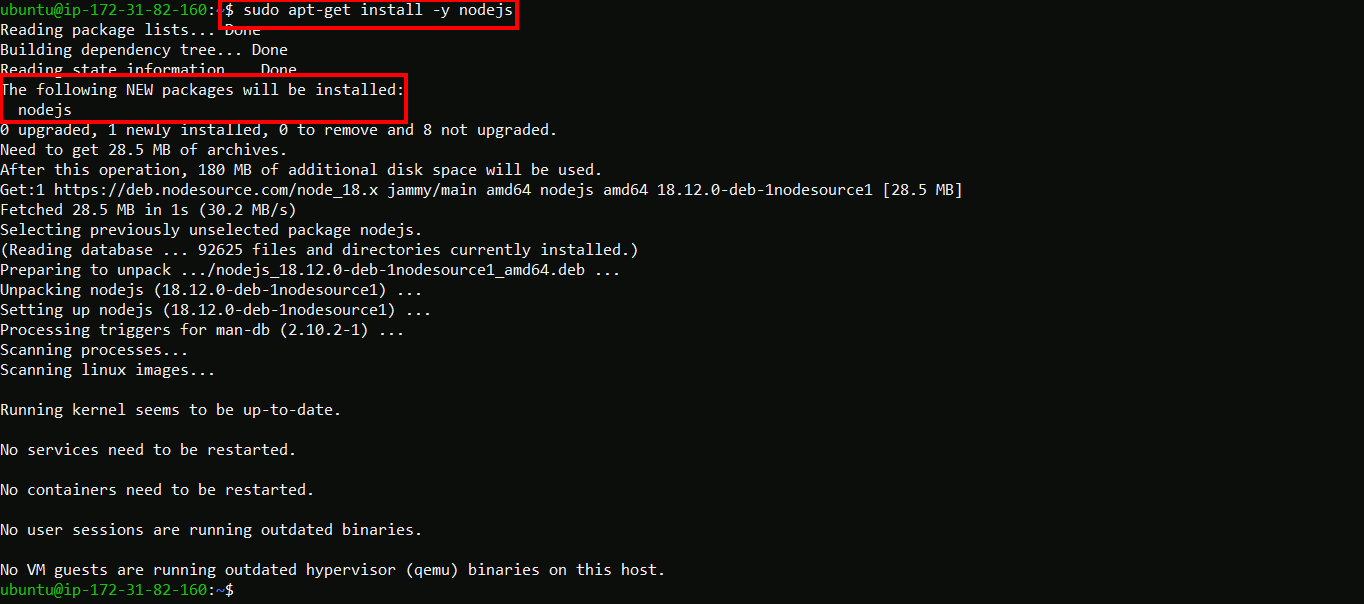 ubuntu@ip-172-31-82-160:~$ sudo apt-get install -y nodejs
Reading package lists... Done
Building dependency tree... Done
Reading state information... Done
The following NEW packages will be installed:
  nodejs
0 upgraded, 1 newly installed, 0 to remove and 8 not upgraded.
Need to get 28.5 MB of archives.
After this operation, 180 MB of additional disk space will be used.
Get:1 https://deb.nodesource.com/node_18.x jammy/main amd64 nodejs amd64 18.12.0-deb-1nodesource1 [28.5 MB]
Fetched 28.5 MB in 1s (30.2 MB/s)
Selecting previously unselected package nodejs.
(Reading database ... 92625 files and directories currently installed.)
Preparing to unpack .../nodejs_18.12.0-deb-1nodesource1_amd64.deb ...
Unpacking nodejs (18.12.0-deb-1nodesource1) ...
Setting up nodejs (18.12.0-deb-1nodesource1) ...
Processing triggers for man-db (2.10.2-1) ...
Scanning processes...
Scanning linux images...
Running kernel seems to be up-to-date.
No services need to be restarted.
No containers need to be restarted.
No user sessions are running outdated binaries.
No VM guests are running outdated hypervisor (qemu) binaries on this host.
ubuntu@ip-172-31-82-160:~$